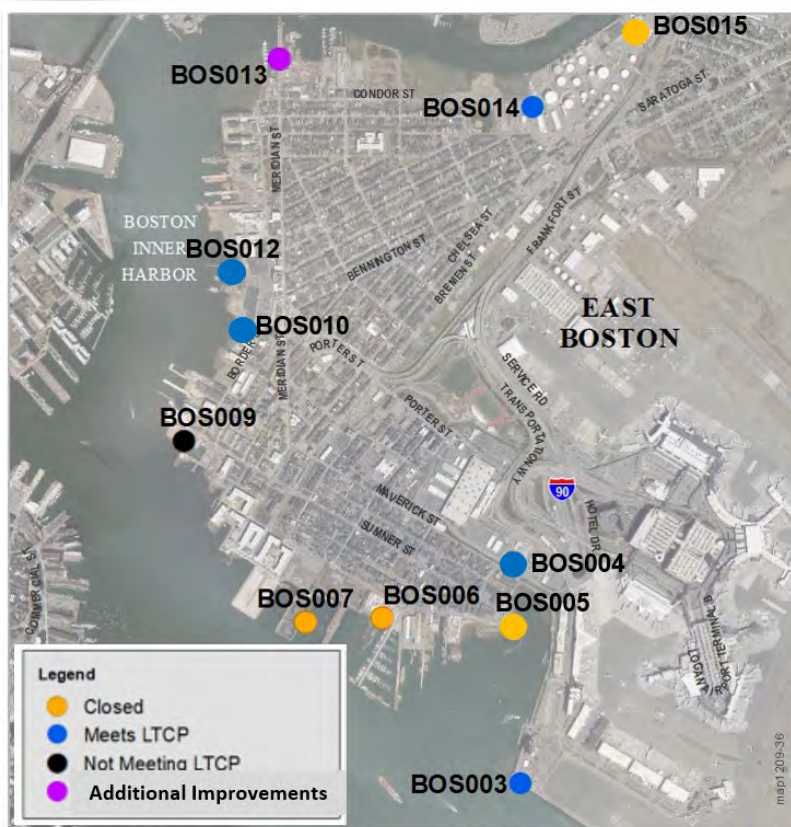 BOS015
BOS013
CONDOR ST
BOS014
SARATOGA ST
MERIDIAN ST
BOSTON
INNER
HARBOR
BOS012
CHELSEA ST
BREMEN ST
BENNINGTON ST
FRANKFORT ST
EAST
BOSTON
BOS010
BORDER
MERIDIAN ST
PORTER ST
PORTER ST
SERVICE RD
TRANSPORTATION WY
BOS009
MAVERICK ST
SUMNER ST
90
HOTEL DR
COMMERCIAL ST
BOS004
BOS007
BOS006
BOS005
Legend
Closed
Meets LTCP
Not Meeting LTCP
Additional Improvements
BOS003
map1209-36